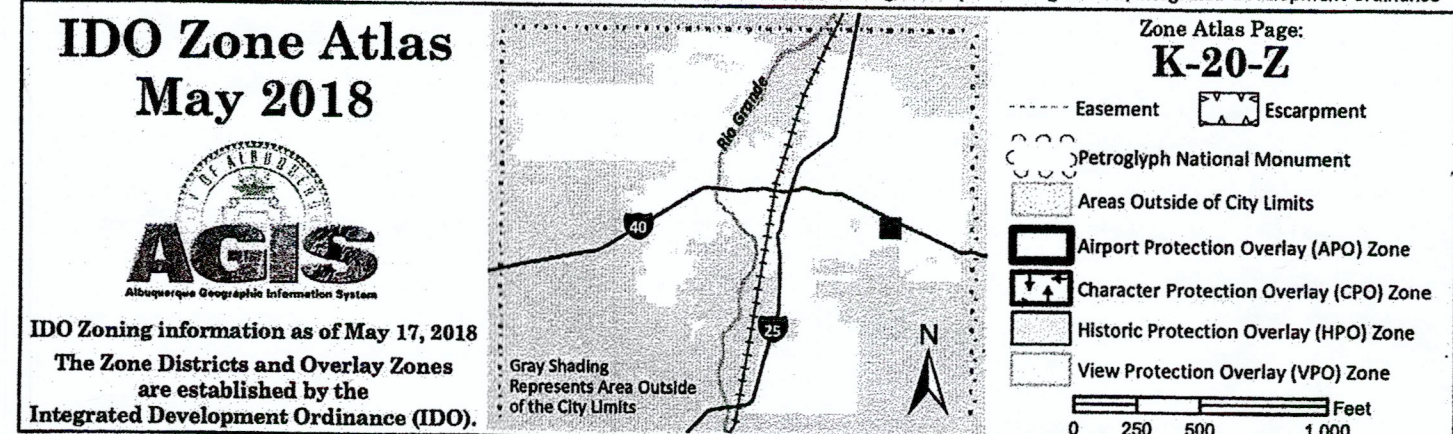 IDO Zone Atlas
May 2018
AGIS
Albuquerque Geographic Information System
IDO Zoning information as of May 17, 2018
The Zone Districts and Overlay Zones
are established by the
Integrated Development Ordinance (IDO).
Rio Grande
40
25
N
Gray Shading
Represents Area Outside
of the City Limits
Zone Atlas Page:
K-20-Z
Easement
Escarpment
Petroglyph National Monument
Areas Outside of City Limits
Airport Protection Overlay (APO) Zone
Character Protection Overlay (CPO) Zone
Historic Protection Overlay (HPO) Zone
View Protection Overlay (VPO) Zone
Feet
0 250 500 1,000